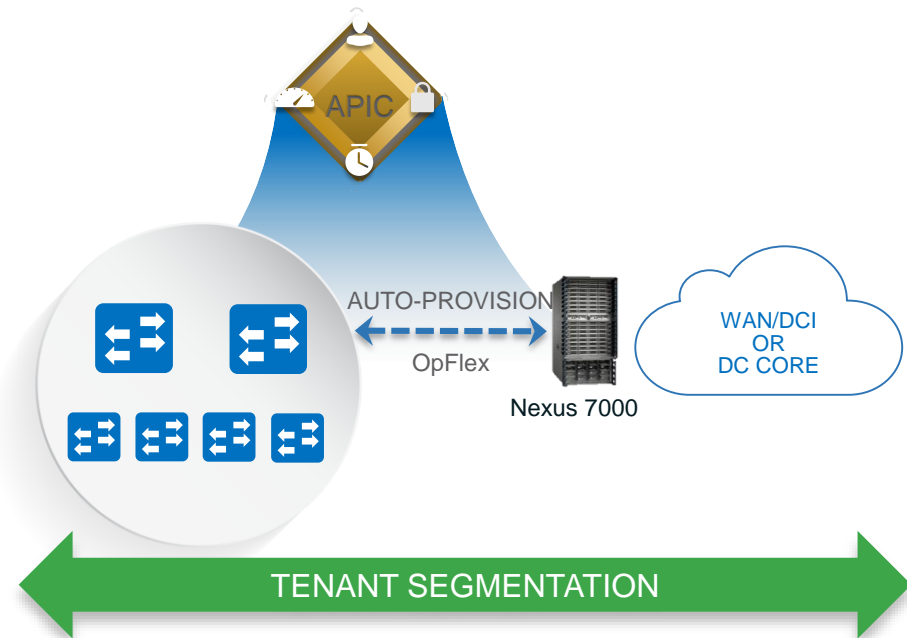 APIC
AUTO-PROVISION
OpFlex
Nexus 7000
WAN/DCI
OR
DC CORE
TENANT SEGMENTATION